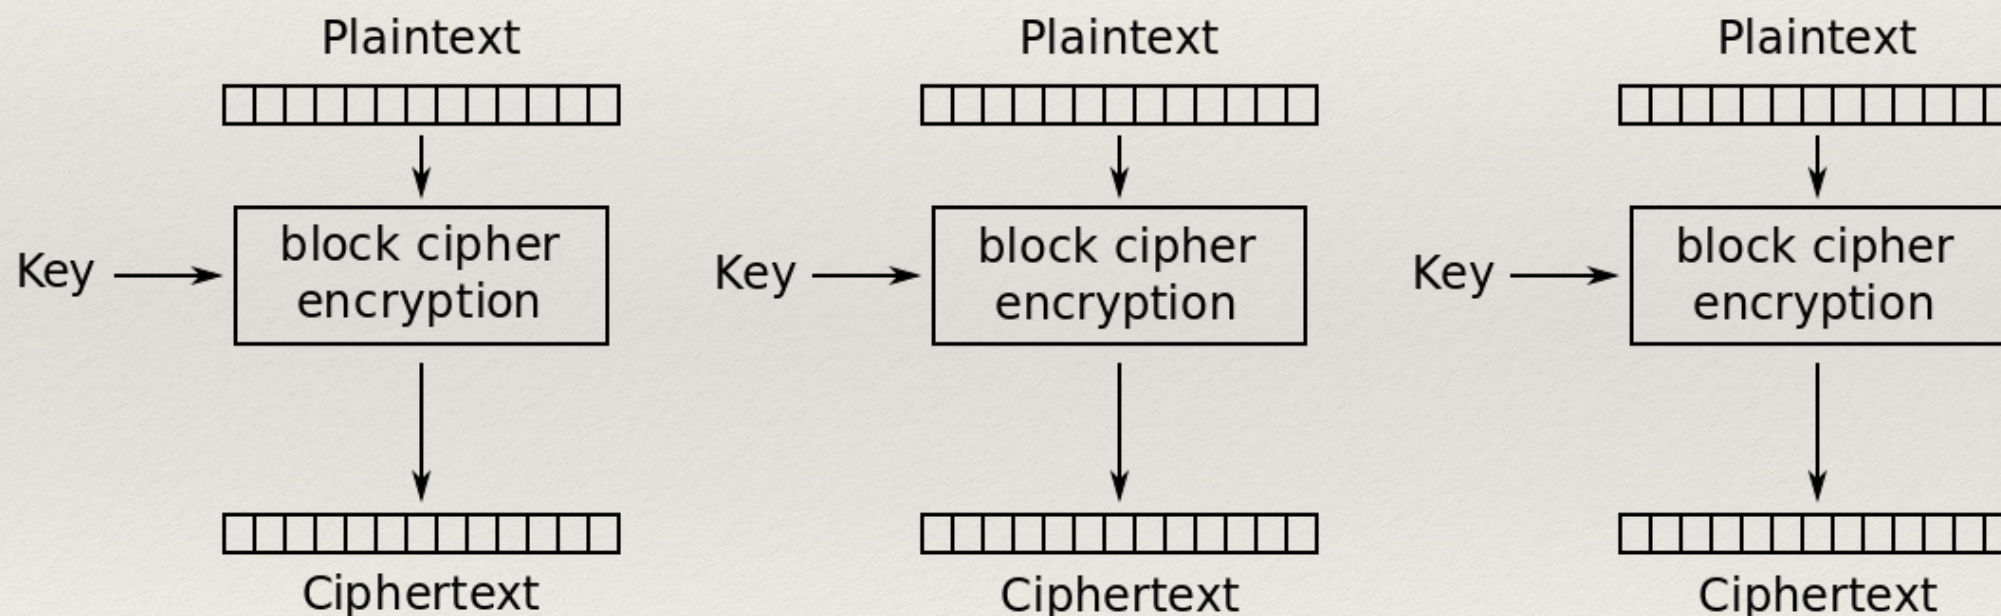 Plaintext
Plaintext
Plaintext
Key
block cipher
encryption
Key
block cipher
encryption
Key
block cipher
encryption
Ciphertext
Ciphertext
Ciphertext